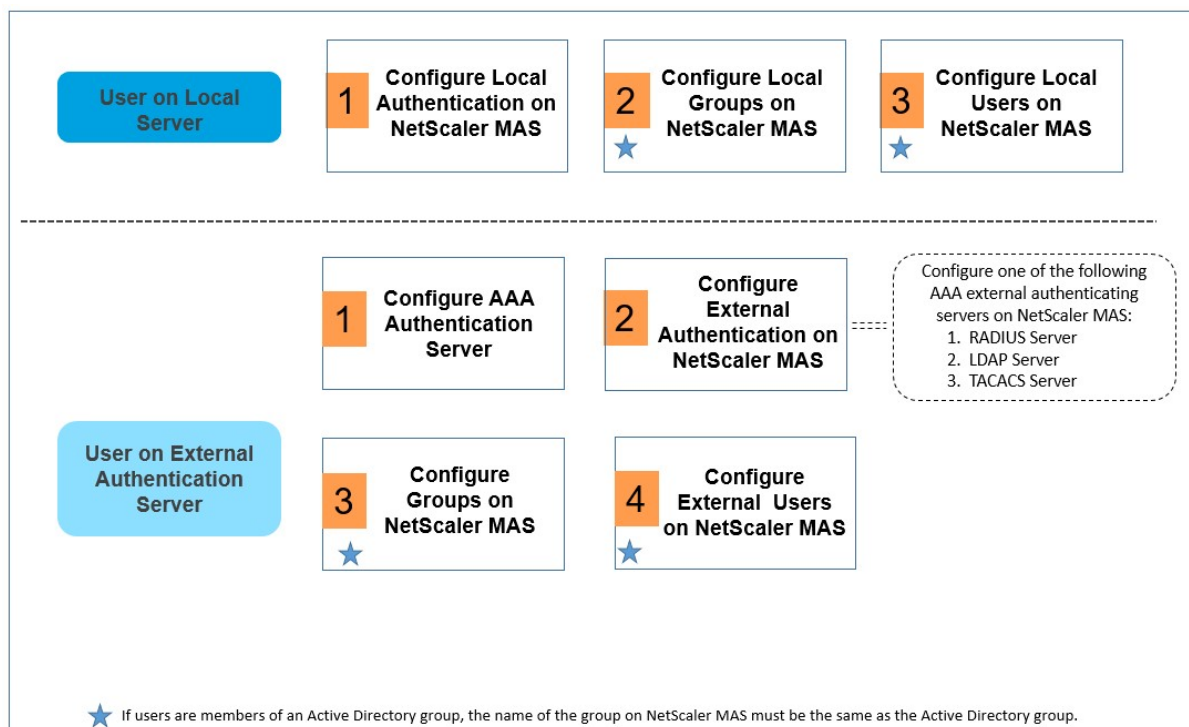 User on Local
Server
1
Configure Local
Authentication on
NetScaler MAS
2
Configure Local
Groups on
NetScaler MAS
3
Configure Local
Users on
NetScaler MAS
User on External
Authentication
Server
1
Configure AAA
Authentication
Server
2
Configure
External
Authentication on
NetScaler MAS
Configure one of the following
AAA external authenticating
servers on NetScaler MAS:
1. RADIUS Server
2. LDAP Server
3. TACACS Server
3
Configure
Groups on
NetScaler MAS
4
Configure
External Users
on NetScaler MAS
If users are members of an Active Directory group, the name of the group on NetScaler MAS must be the same as the Active Directory group.